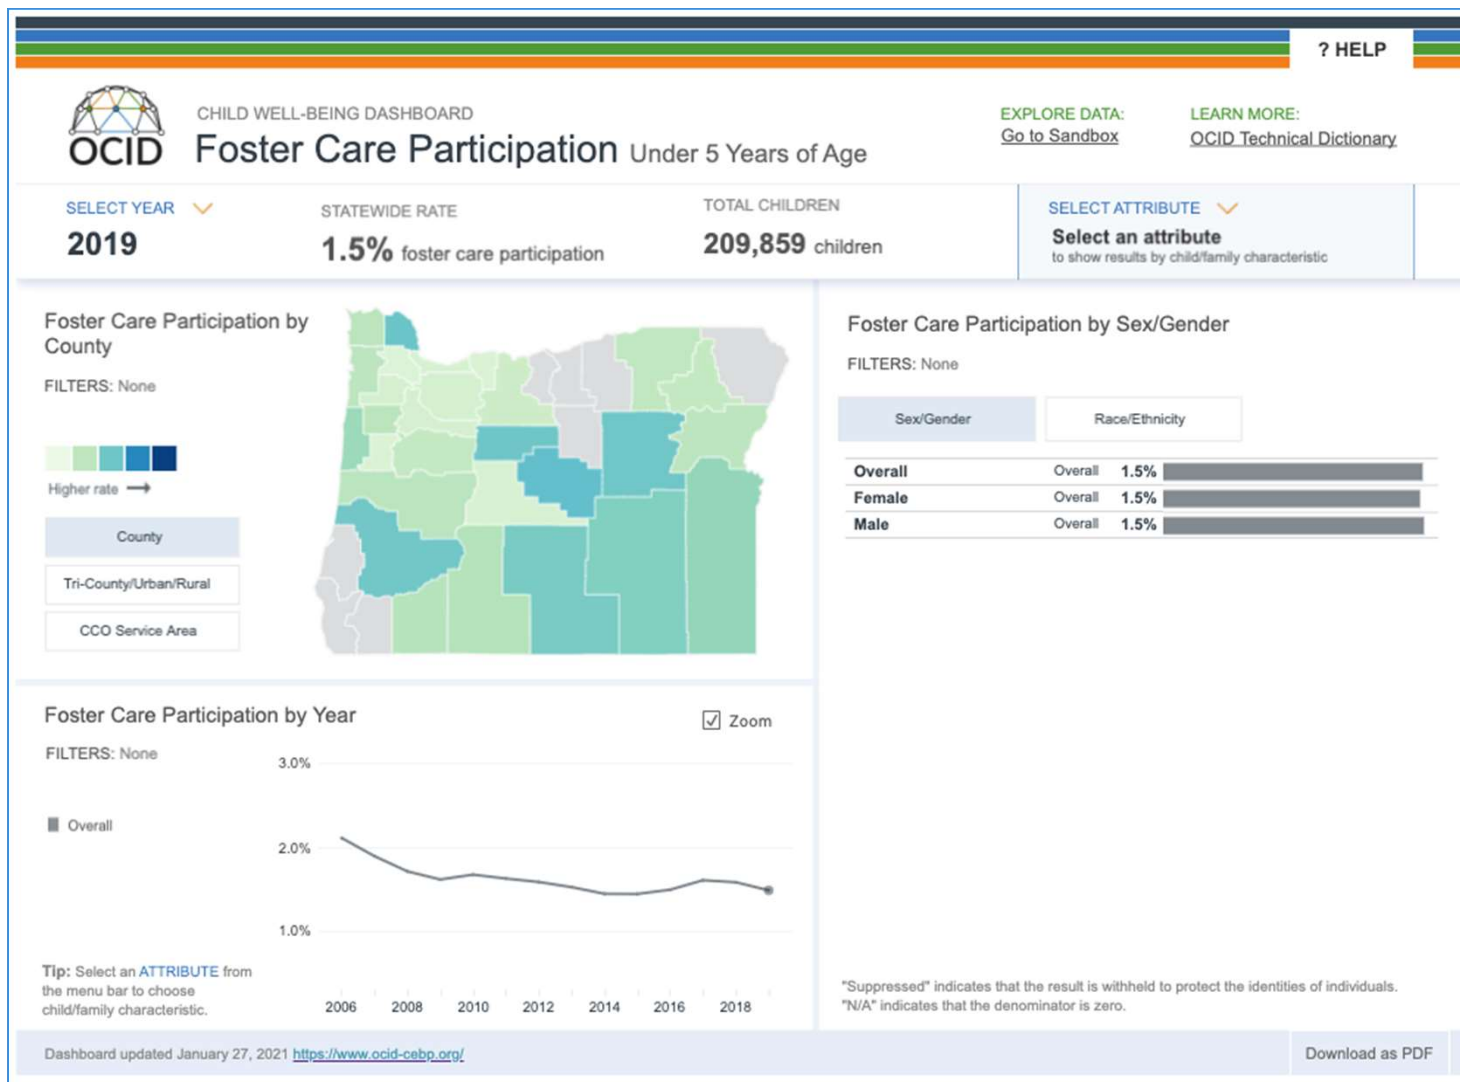 ? HELP
OCID
CHILD WELL-BEING DASHBOARD
Foster Care Participation Under 5 Years of Age
EXPLORE DATA:
Go to Sandbox
LEARN MORE:
OCID Technical Dictionary
SELECT YEAR
2019
STATEWIDE RATE
1.5% foster care participation
TOTAL CHILDREN
209,859 children
SELECT ATTRIBUTE
Select an attribute
to show results by child/family characteristic
Foster Care Participation by
County
FILTERS: None
Higher rate
County
Tri-County/Urban/Rural
CCO Service Area
Foster Care Participation by Sex/Gender
FILTERS: None
Sex/Gender
Race/Ethnicity
Overall Overall 1.5%
Female Overall 1.5%
Male Overall 1.5%
Foster Care Participation by Year
Zoom
FILTERS: None
Overall
3.0%
2.0%
1.0%
2006 2008 2010 2012 2014 2016 2018
Tip: Select an ATTRIBUTE from
the menu bar to choose
child/family characteristic.
"Suppressed" indicates that the result is withheld to protect the identities of individuals.
"N/A" indicates that the denominator is zero.
Dashboard updated January 27, 2021 https://www.ocid-cebp.org/
Download as PDF